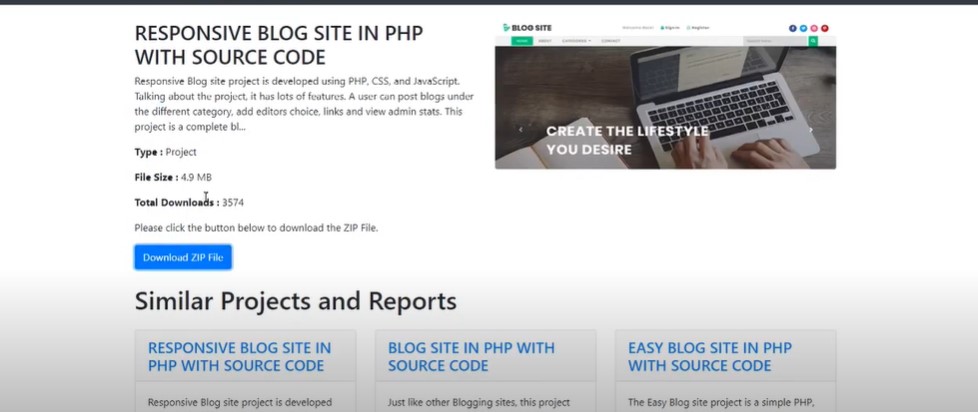 RESPONSIVE BLOG SITE IN PHP
WITH SOURCE CODE
Responsive Blog site project is developed using PHP, CSS, and JavaScript.
Talking about the project, it has lots of features. A user can post blogs under
the different category, add editors choice, links and view admin stats. This
project is a complete bl...
Type : Project
File Size : 4.9 MB
Total Downloads : 3574
Please click the button below to download the ZIP File.
Download ZIP File
BLOG SITE
HOME ABOUT CATEGORIES CONTACT
CREATE THE LIFESTYLE
YOU DESIRE
Similar Projects and Reports
RESPONSIVE BLOG SITE IN
PHP WITH SOURCE CODE
Responsive Blog site project is developed
BLOG SITE IN PHP WITH
SOURCE CODE
Just like other Blogging sites, this project
EASY BLOG SITE IN PHP
WITH SOURCE CODE
The Easy Blog site project is a simple PHP,